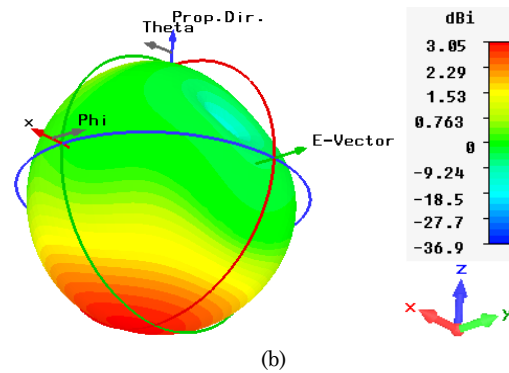 Prop.Dir.
Theta
x
Phi
E-Vector
dBi
3.05
2.29
1.53
0.763
0
-9.24
-18.5
-27.7
-36.9
z
x
y
(b)